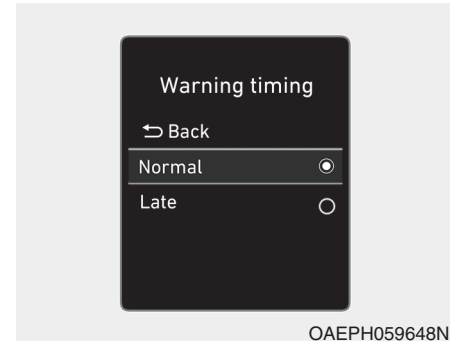 Warning timing
Back
Normal
Late
OAEPH059648N